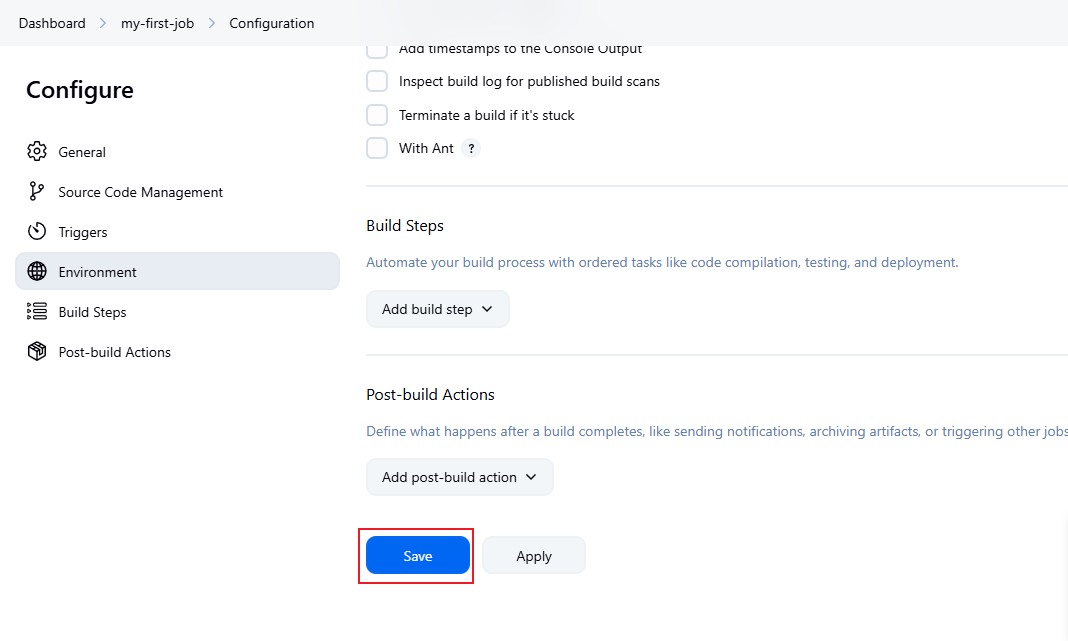 Dashboard > my-first-job > Configuration
Configure
General
Source Code Management
Triggers
Environment
Build Steps
Post-build Actions
Add timestamps to the Console Output
Inspect build log for published build scans
Terminate a build if it's stuck
With Ant ?
Build Steps
Automate your build process with ordered tasks like code compilation, testing, and deployment.
Add build step
Post-build Actions
Define what happens after a build completes, like sending notifications, archiving artifacts, or triggering other jobs
Add post-build action
Save
Apply